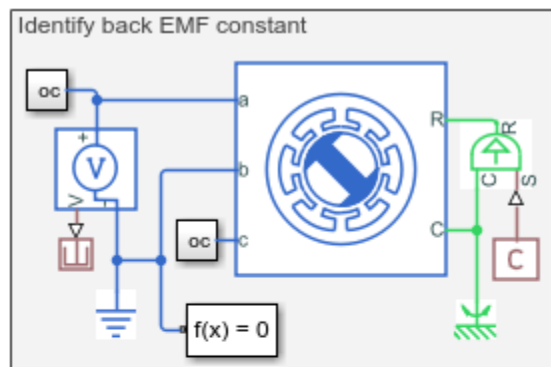 Identify back EMF constant
oc
a
R
+
R
V
b
C
S
V
-
oc
c
C
C
f(x) = 0